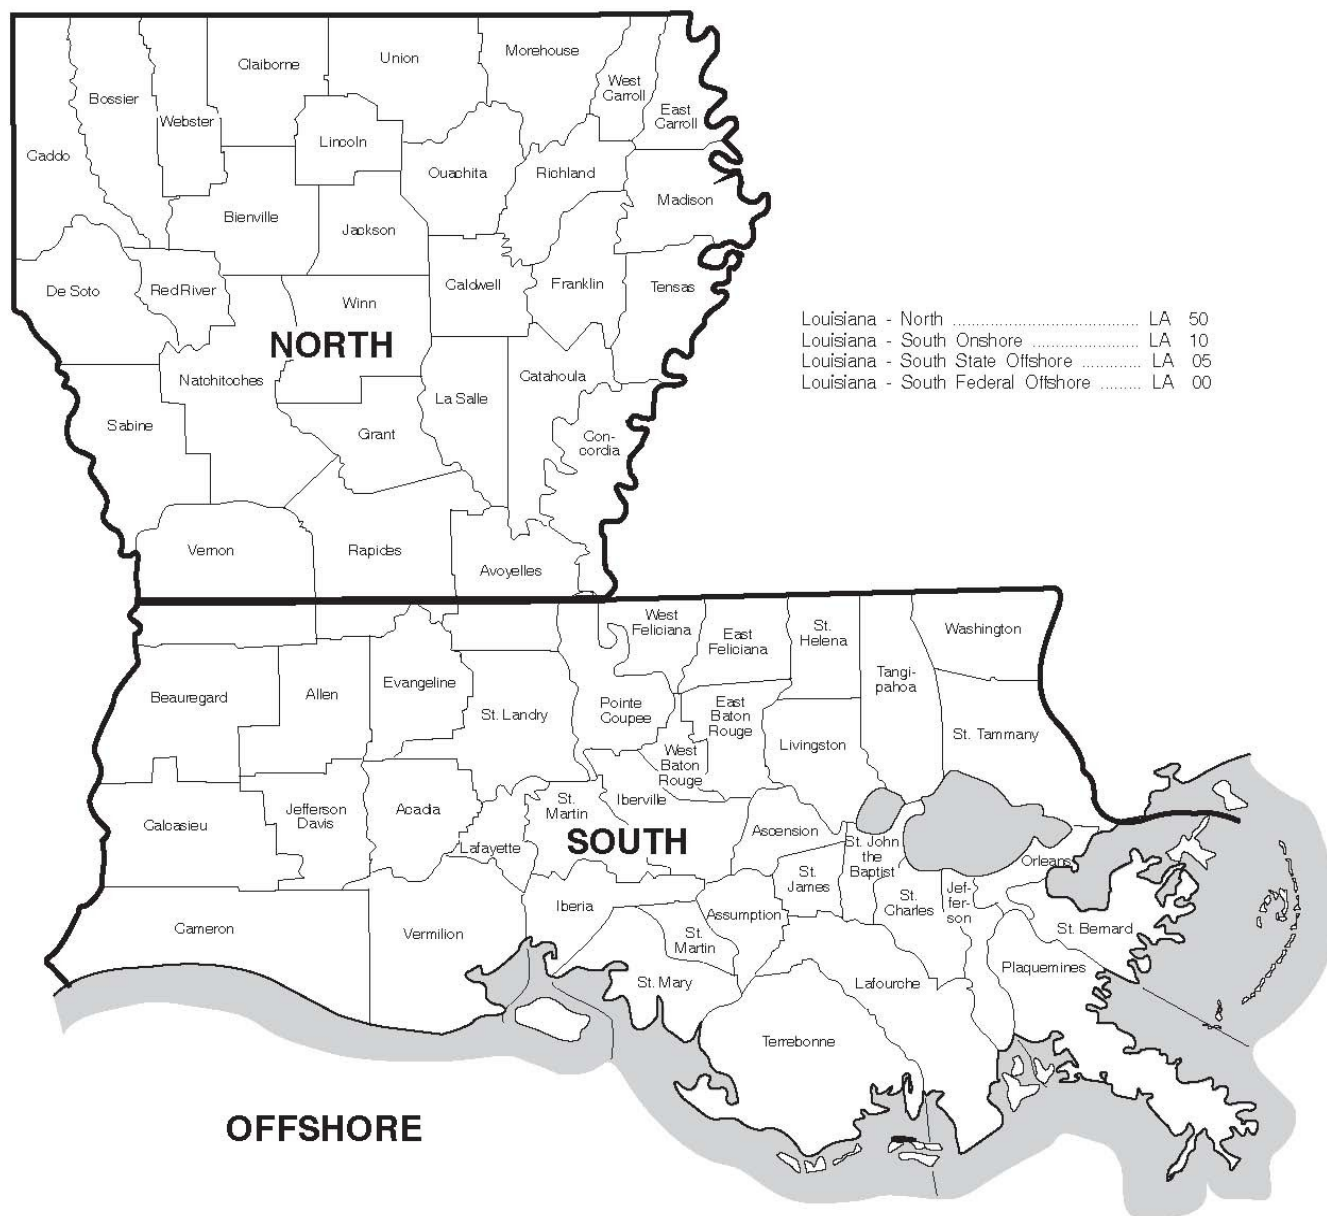 Morehouse
Union
Claiborne
West
Carroll
Bossier
East
Carroll
Webster
Lincoln
Caddo
Ouachita
Richland
Madison
Bienville
Jackson
De Soto
Red River
Caldwell
Franklin
Tensas
Winn
Louisiana - North ..................................... LA 50
Louisiana - South Onshore ...................... LA 10
Louisiana - South State Offshore ............ LA 05
Louisiana - South Federal Offshore ........ LA 00
NORTH
Natchitoches
Catahoula
La Salle
Sabine
Grant
Con-
cordia
Vernon
Rapides
Avoyelles
West
Feliciana
East
Feliciana
St.
Helena
Washington
Tangi-
pahoa
Beauregard
Allen
Evangeline
St. Landry
Pointe
Coupee
East
Baton
Rouge
West
Baton
Rouge
Livingston
St. Tammany
Calcasieu
Jefferson
Davis
Acadia
Lafayette
St.
Martin
Iberville
SOUTH
Ascension
St. John
the
Baptist
Orleans
St.
James
St.
Charles
Jef-
fer-
son
Cameron
Vermilion
Iberia
Assumption
St.
Martin
St. Bernard
St. Mary
Lafourche
Plaquemines
Terrebonne
OFFSHORE